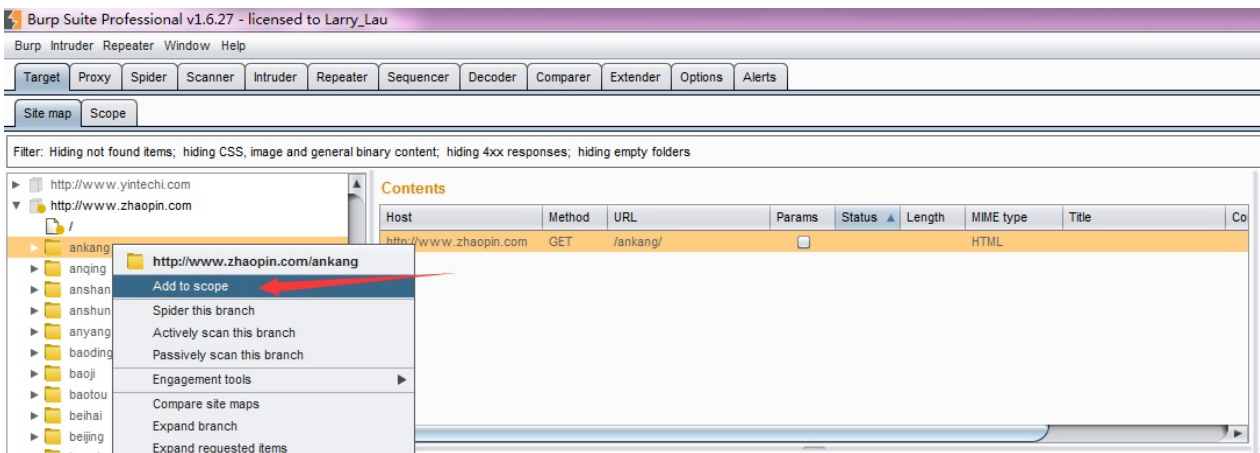 Burp Suite Professional v1.6.27 - licensed to Larry_Lau
Burp Intruder Repeater Window Help
Target Proxy Spider Scanner Intruder Repeater Sequencer Decoder Comparer Extender Options Alerts
Site map Scope
Filter: Hiding not found items; hiding CSS, image and general binary content; hiding 4xx responses; hiding empty folders
http://www.yintechi.com
http://www.zhaopin.com
/
ankang
anqing
anshan
anshun
anyang
baoding
baoji
baotou
beihai
beijing
http://www.zhaopin.com/ankang
Add to scope
Spider this branch
Actively scan this branch
Passively scan this branch
Engagement tools
Compare site maps
Expand branch
Expand requested items
Contents
Host Method URL Params Status Length MIME type Title Co
http://www.zhaopin.com GET /ankang/ HTML